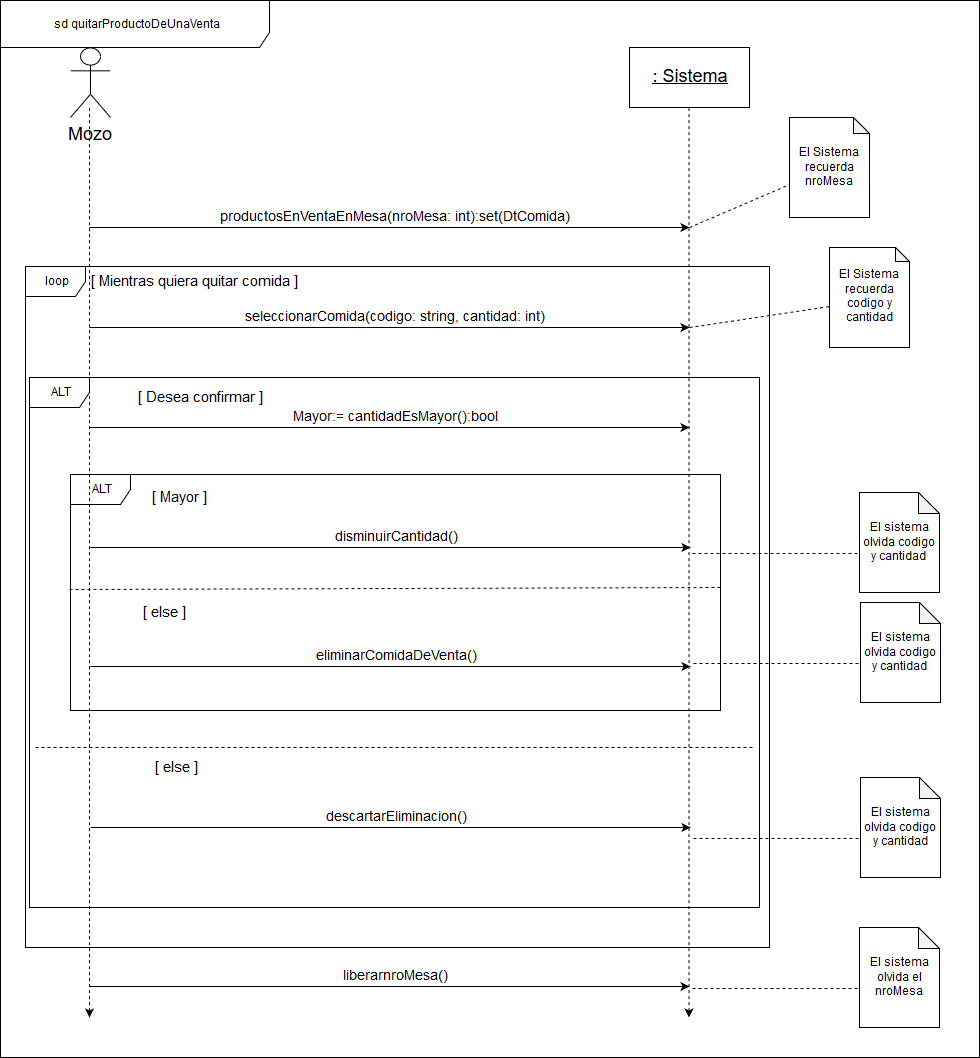 sd quitarProductoDeUnaVenta
: Sistema
Mozo
El Sistema
recuerda
nroMesa
productosEnVentaEnMesa(nroMesa: int):set(DtComida)
loop
[ Mientras quiera quitar comida ]
El Sistema
recuerda
codigo y
cantidad
seleccionarComida(codigo: string, cantidad: int)
ALT
[ Desea confirmar ]
Mayor:= cantidadEsMayor():bool
ALT
[ Mayor ]
disminuirCantidad()
El sistema
olvida codigo
y cantidad
[ else ]
eliminarComidaDeVenta()
El sistema
olvida codigo
y cantidad
[ else ]
descartarEliminacion()
El sistema
olvida codigo
y cantidad
liberarnroMesa()
El sistema
olvida el
nroMesa